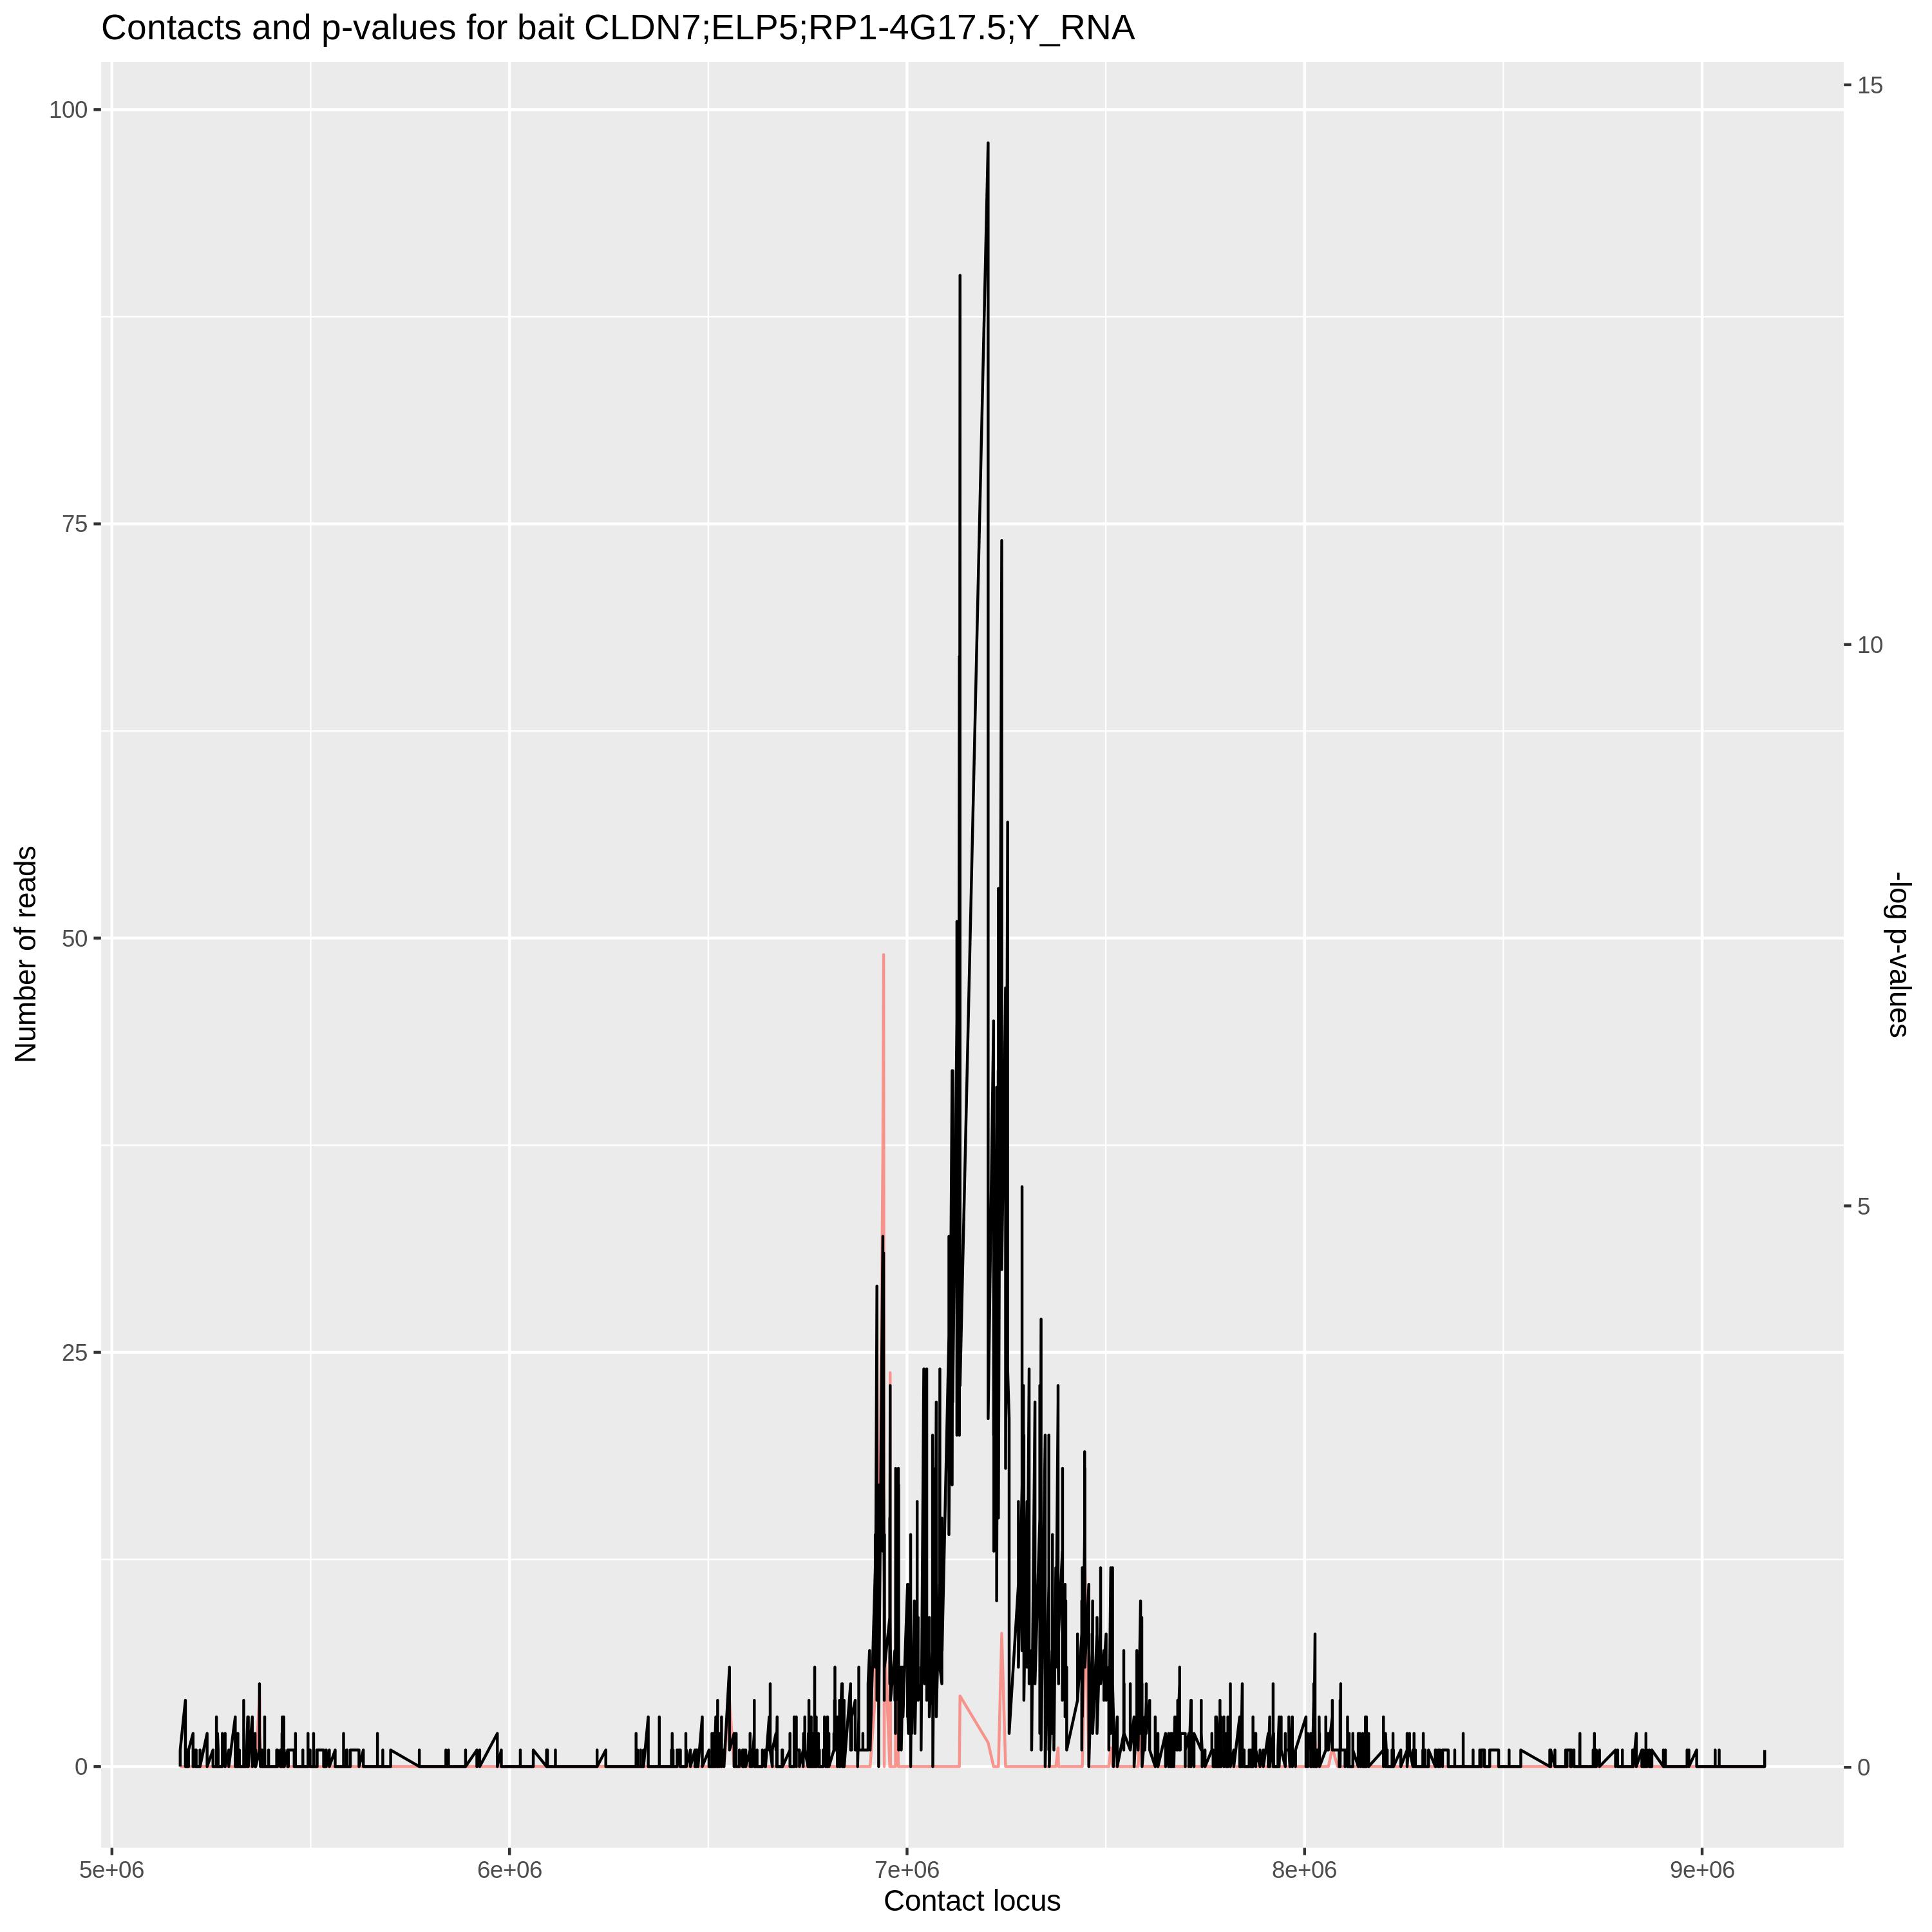 Contacts and p-values for bait CLDN7;ELP5;RP1-4G17.5;Y_RNA
100
75
50
25
0
Number of reads
15
10
5
0
-log p-values
5e+06
6e+06
7e+06
8e+06
9e+06
Contact locus